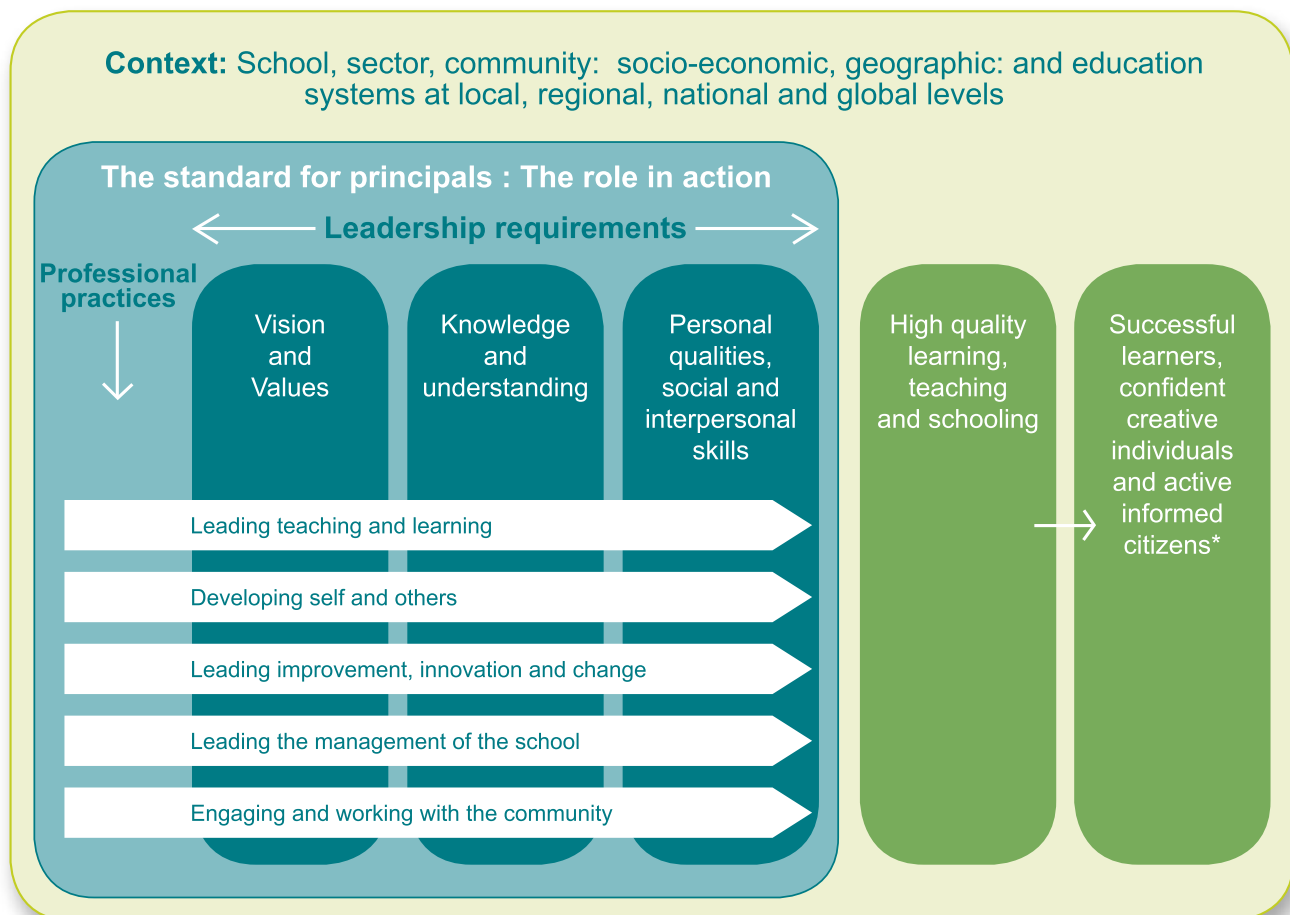 Context: School, sector, community:  socio-economic, geographic: and education
systems at local, regional, national and global levels
The standard for principals : The role in action
Leadership requirements
Professional
practices
Vision
and
Values
Knowledge
and
understanding
Personal
qualities,
social and
interpersonal
skills
High quality
learning,
teaching
and schooling
Successful
learners,
confident
creative
individuals
and active
informed
citizens*
Leading teaching and learning
Developing self and others
Leading improvement, innovation and change
Leading the management of the school
Engaging and working with the community